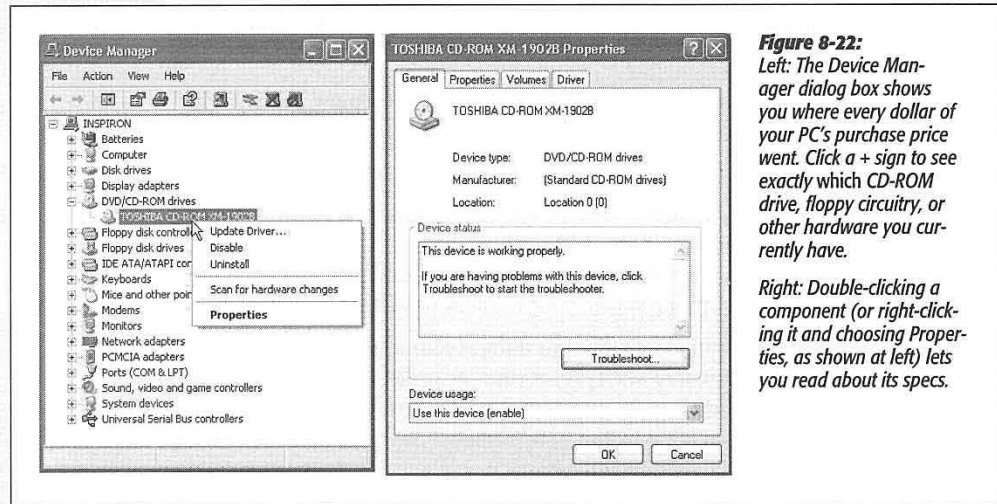 Device Manager
File Action View Help
INSPIRON
Batteries
Computer
Disk drives
Display adapters
DVD/CD-ROM drives
TOSHIBA CD-ROM XM-1902B
Floppy disk controll
Floppy disk drives
IDE ATA/ATAPI cor
Keyboards
Mice and other poir
Modems
Monitors
Network adapters
PCMCIA adapters
Ports (COM & LPT)
Sound, video and game controllers
System devices
Universal Serial Bus controllers
Update Driver...
Disable
Uninstall
Scan for hardware changes
Properties
TOSHIBA CD-ROM XM-1902B Properties
General Properties Volumes Driver
TOSHIBA CD-ROM XM-1902B
Device type: DVD/CD-ROM drives
Manufacturer: (Standard CD-ROM drives)
Location: Location 0 (0)
Device status
This device is working properly.
If you are having problems with this device, click
Troubleshoot to start the troubleshooter.
Troubleshoot...
Device usage:
Use this device (enable)
OK Cancel
Figure 8-22:
Left: The Device Man-
ager dialog box shows
you where every dollar of
your PC's purchase price
went. Click a + sign to see
exactly which CD-ROM
drive, floppy circuitry, or
other hardware you cur-
rently have.
Right: Double-clicking a
component (or right-click-
ing it and choosing Proper-
ties, as shown at left) lets
you read about its specs.